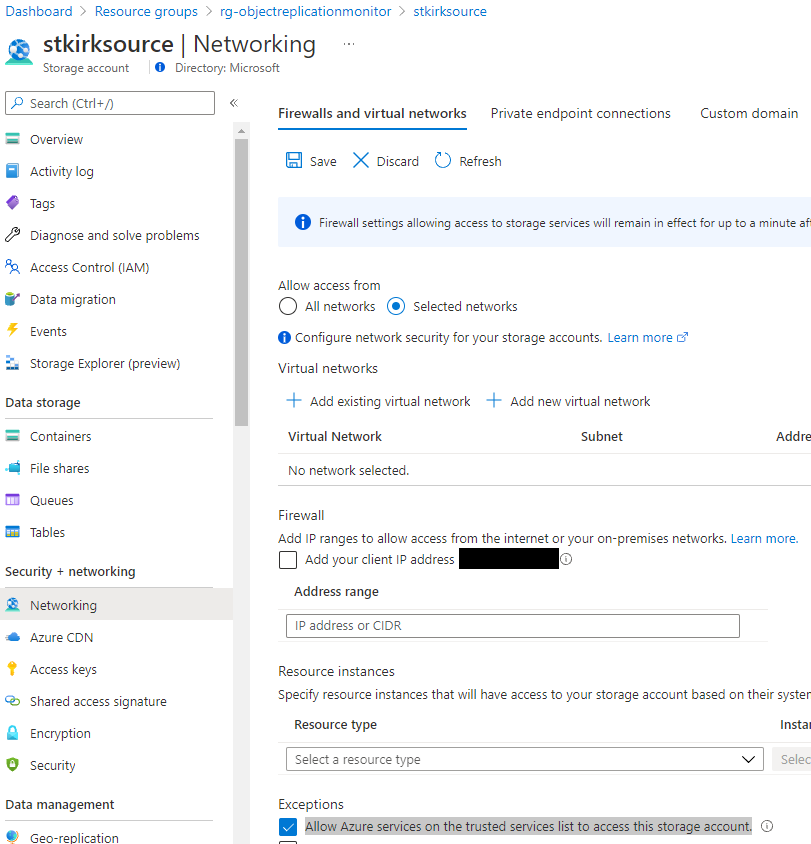 Dashboard > Resource groups > rg-objectreplicationmonitor > stkirksource
stkirksource | Networking ...
Storage account
Directory: Microsoft
Search (Ctrl+/)
«
Overview
Activity log
Tags
Diagnose and solve problems
Access Control (IAM)
Data migration
Events
Storage Explorer (preview)
Data storage
Containers
File shares
Queues
Tables
Security + networking
Networking
Azure CDN
Access keys
Shared access signature
Encryption
Security
Data management
Geo-replication
Firewalls and virtual networks Private endpoint connections Custom domain
Save Discard Refresh
Firewall settings allowing access to storage services will remain in effect for up to a minute af
Allow access from
All networks Selected networks
Configure network security for your storage accounts. Learn more
Virtual networks
+ Add existing virtual network + Add new virtual network
Virtual Network Subnet Addre
No network selected.
Firewall
Add IP ranges to allow access from the internet or your on-premises networks. Learn more.
Add your client IP address
Address range
IP address or CIDR
Resource instances
Specify resource instances that will have access to your storage account based on their system
Resource type Instan
Select a resource type Selec
Exceptions
Allow Azure services on the trusted services list to access this storage account.